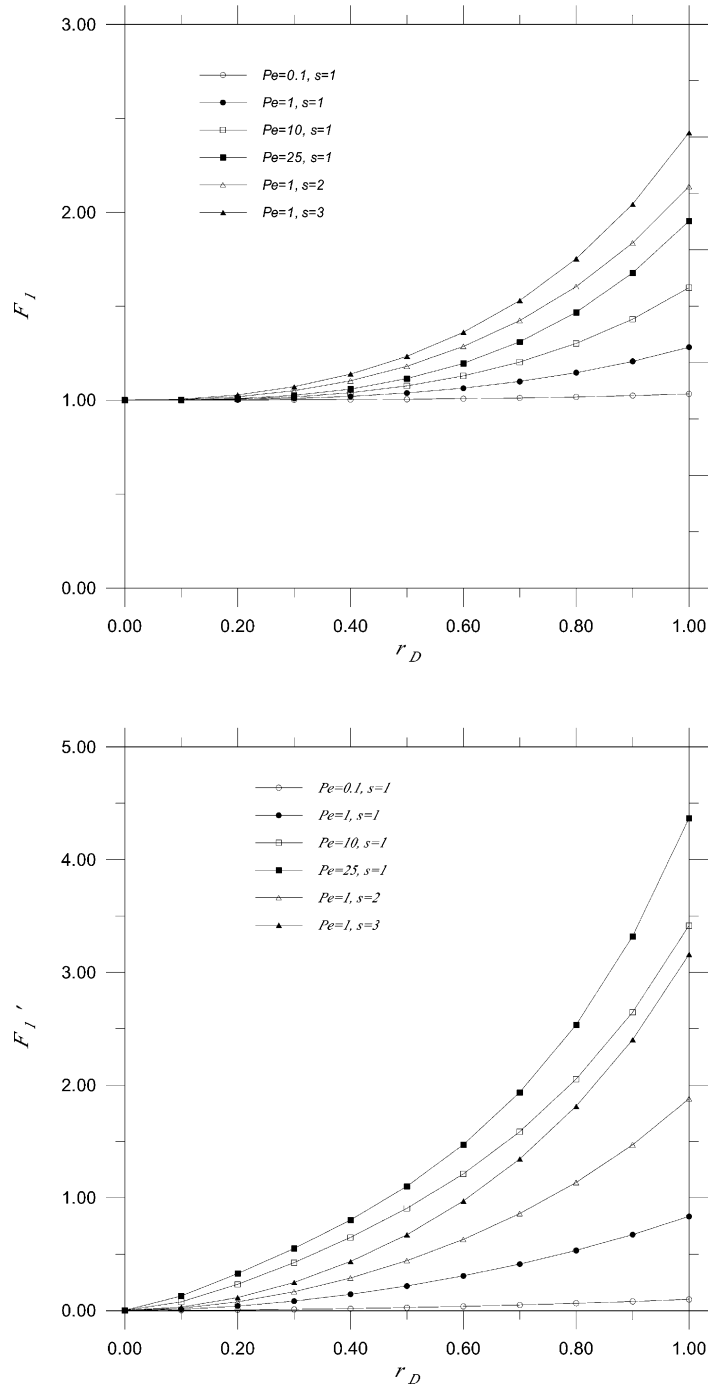 3.00
Pe=0.1, s=1
Pe=1, s=1
2.50
Pe=10, s=1
Pe=25, s=1
Pe=1, s=2
2.00
Pe=1, s=3
F 1
1.00
0.00
0.00 0.20 0.40 0.60 0.80 1.00
r D
5.00
Pe=0.1, s=1
Pe=1, s=1
Pe=10, s=1
4.00
Pe=25, s=1
Pe=1, s=2
Pe=1, s=3
3.00
F 1 '
2.00
1.00
0.00
0.00 0.20 0.40 0.60 0.80 1.00
r D